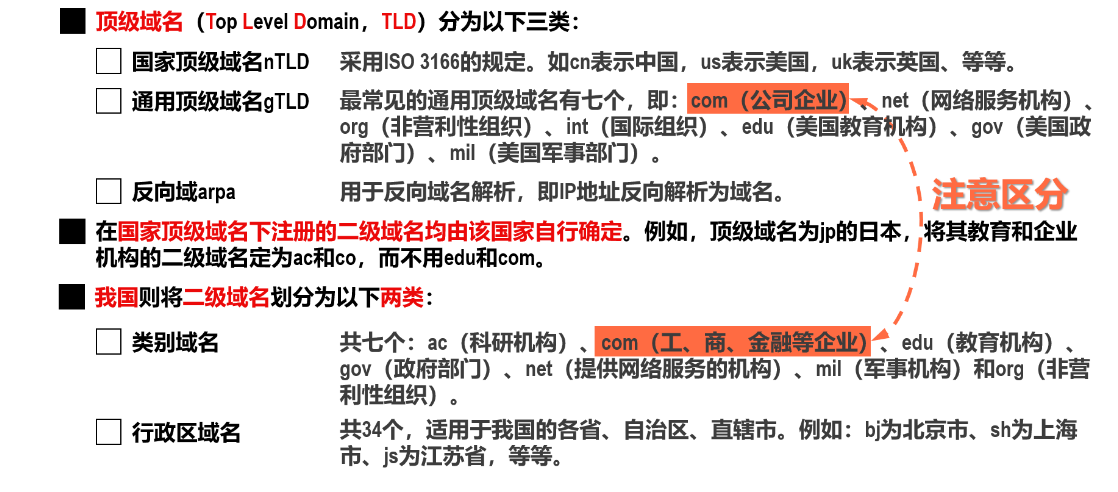 顶级域名（Top Level Domain，TLD）分为以下三类：
国家顶级域名nTLD 采用ISO 3166的规定。如cn表示中国，us表示美国，uk表示英国、等等。
通用顶级域名gTLD 最常见的通用顶级域名有七个，即：com（公司企业）、net（网络服务机构）、
org（非营利性组织）、int（国际组织）、edu（美国教育机构）、gov（美国政
府部门）、mil（美国军事部门）。
反向域arpa 用于反向域名解析，即IP地址反向解析为域名。
注意区分
在国家顶级域名下注册的二级域名均由该国家自行确定。例如，顶级域名为jp的日本，将其教育和企业
机构的二级域名定为ac和co，而不用edu和com。
我国则将二级域名划分为以下两类：
类别域名 共七个：ac（科研机构）、com（工、商、金融等企业）、edu（教育机构）、
gov（政府部门）、net（提供网络服务的机构）、mil（军事机构）和org（非营
利性组织）。
行政区域名 共34个，适用于我国的各省、自治区、直辖市。例如：bj为北京市、sh为上海
市、js为江苏省，等等。